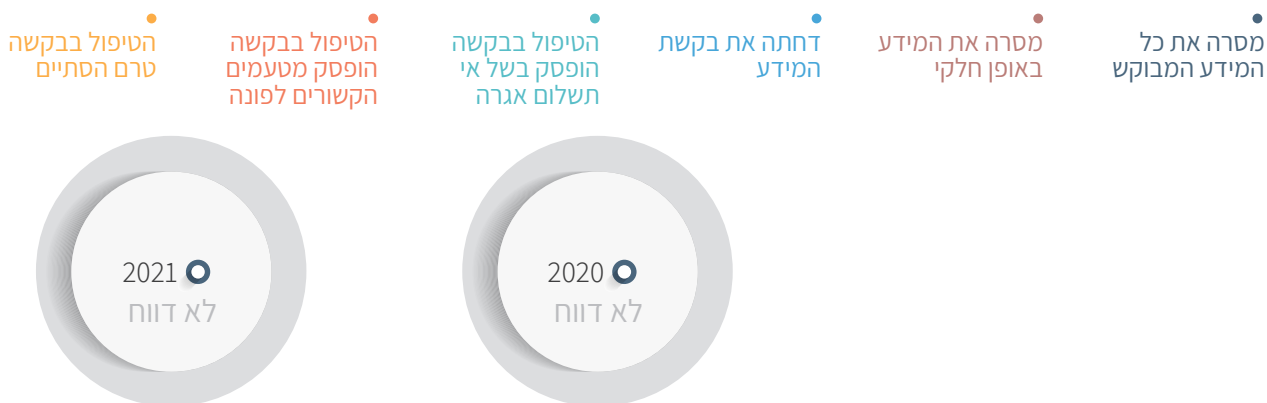 מסרה את כל
המידע המבוקש
מסרה את המידע
באופן חלקי
דחתה את בקשת
המידע
הטיפול בבקשה
הופסק בשל אי
תשלום אגרה
הטיפול בבקשה
הופסק מטעמים
הקשורים לפונה
הטיפול בבקשה
טרם הסתיים
2020
לא דווח
2021
לא דווח